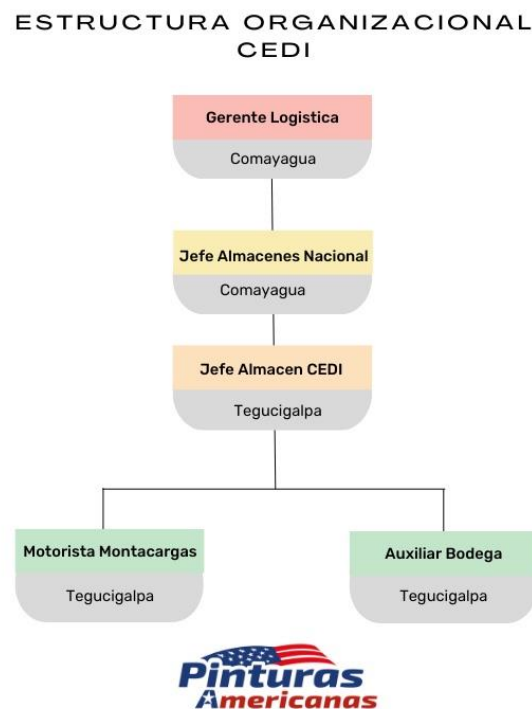 ESTRUCTURA ORGANIZACIONAL
CEDI
Gerente Logistica
Comayagua
Jefe Almacenes Nacional
Comayagua
Jefe Almacen CEDI
Tegucigalpa
Motorista Montacargas
Tegucigalpa
Auxiliar Bodega
Tegucigalpa
Pinturas
Americanas